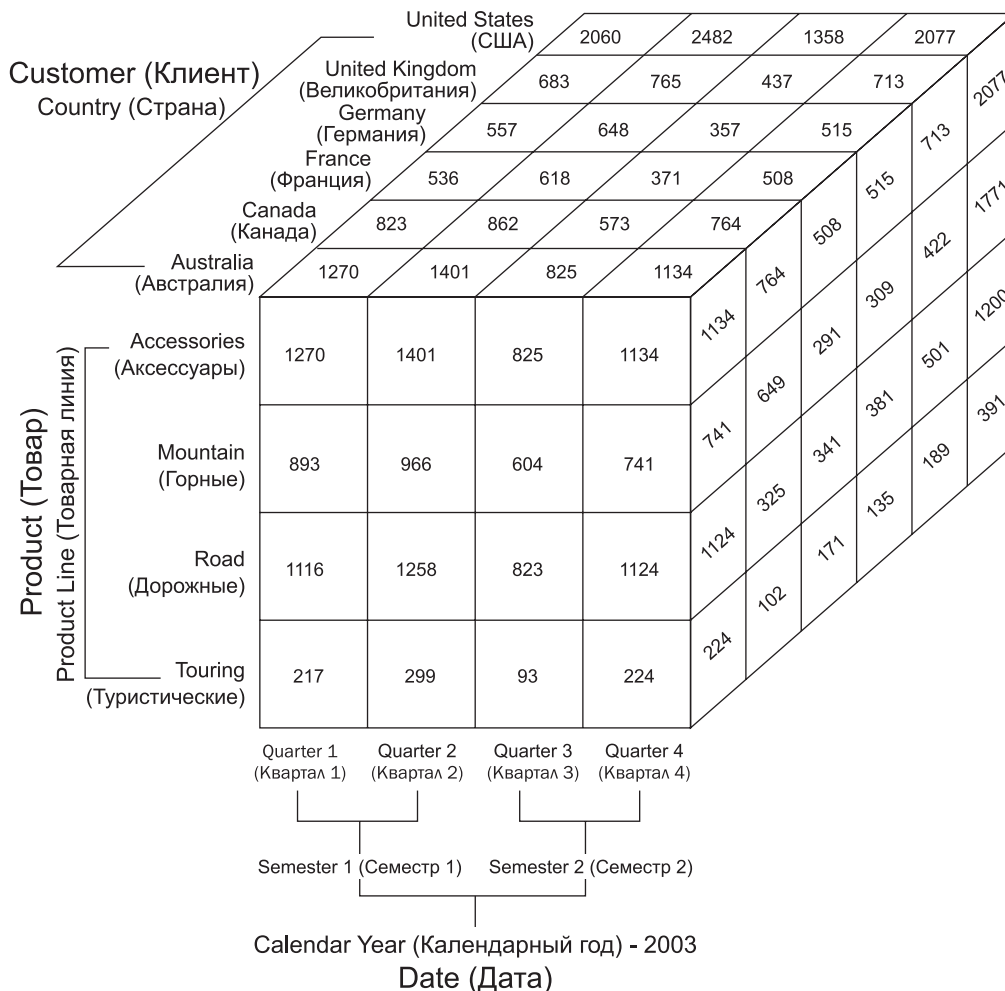 United States
(США)
2060 2482 1358 2077
Customer (Клиент)
Country (Страна)
United Kingdom
(Великобритания)
683 765 437 713
Germany
(Германия)
557 648 357 515
France
(Франция)
536 618 371 508
Canada
(Канада)
823 862 573 764
Australia
(Австралия)
1270 1401 825 1134
Product (Товар)
Product Line (Товарная линия)
Accessories
(Аксессуары)
1270 1401 825 1134
Mountain
(Горные)
893 966 604 741
Road
(Дорожные)
1116 1258 823 1124
Touring
(Туристические)
217 299 93 224
1134 764 508 515 713 2077
741 649 291 309 422 1771
1124 325 341 381 501 1200
224 102 171 135 189 391
Quarter 1 Quarter 2 Quarter 3 Quarter 4
(Квартал 1) (Квартал 2) (Квартал 3) (Квартал 4)
Semester 1 (Семестр 1) Semester 2 (Семестр 2)
Calendar Year (Календарный год) - 2003
Date (Дата)